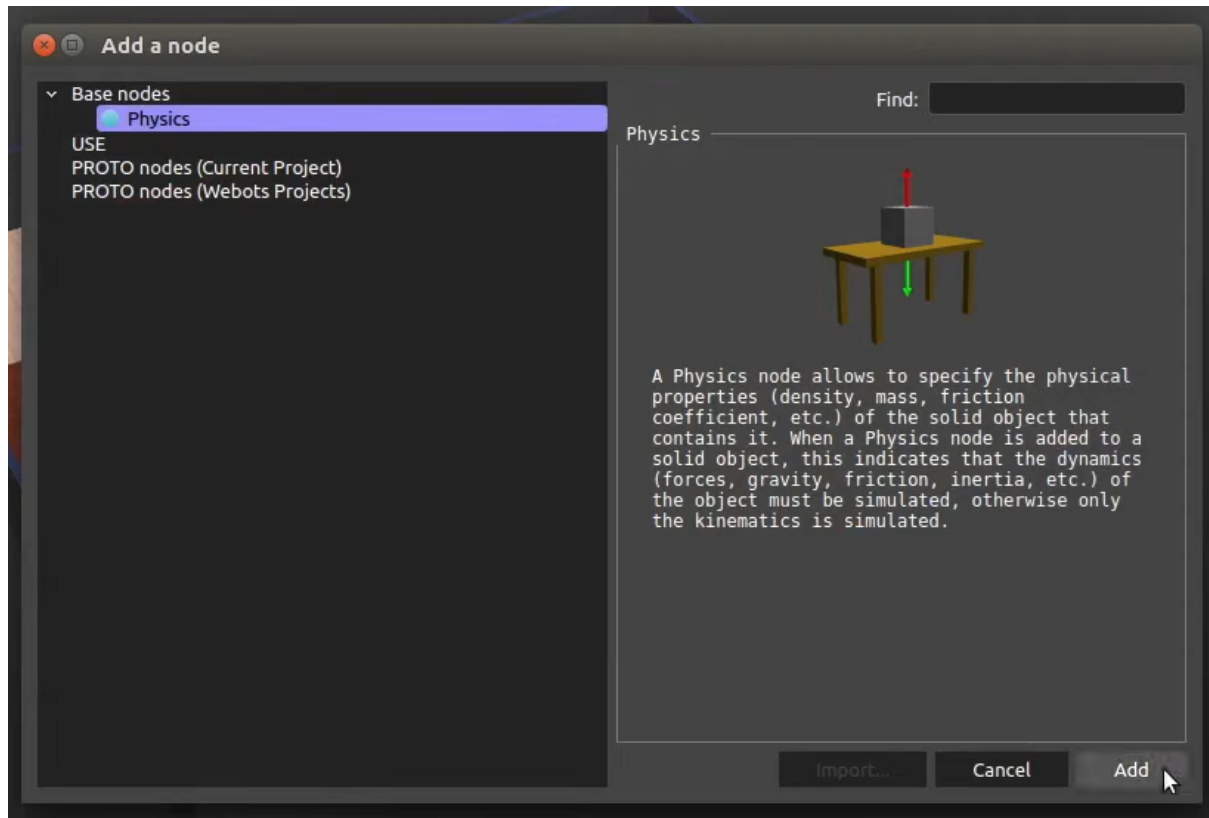 Add a node
Base nodes
Physics
USE
PROTO nodes (Current Project)
PROTO nodes (Webots Projects)
Find:
Physics
A Physics node allows to specify the physical
properties (density, mass, friction
coefficient, etc.) of the solid object that
contains it. When a Physics node is added to a
solid object, this indicates that the dynamics
(forces, gravity, friction, inertia, etc.) of
the object must be simulated, otherwise only
the kinematics is simulated.
Import...
Cancel
Add